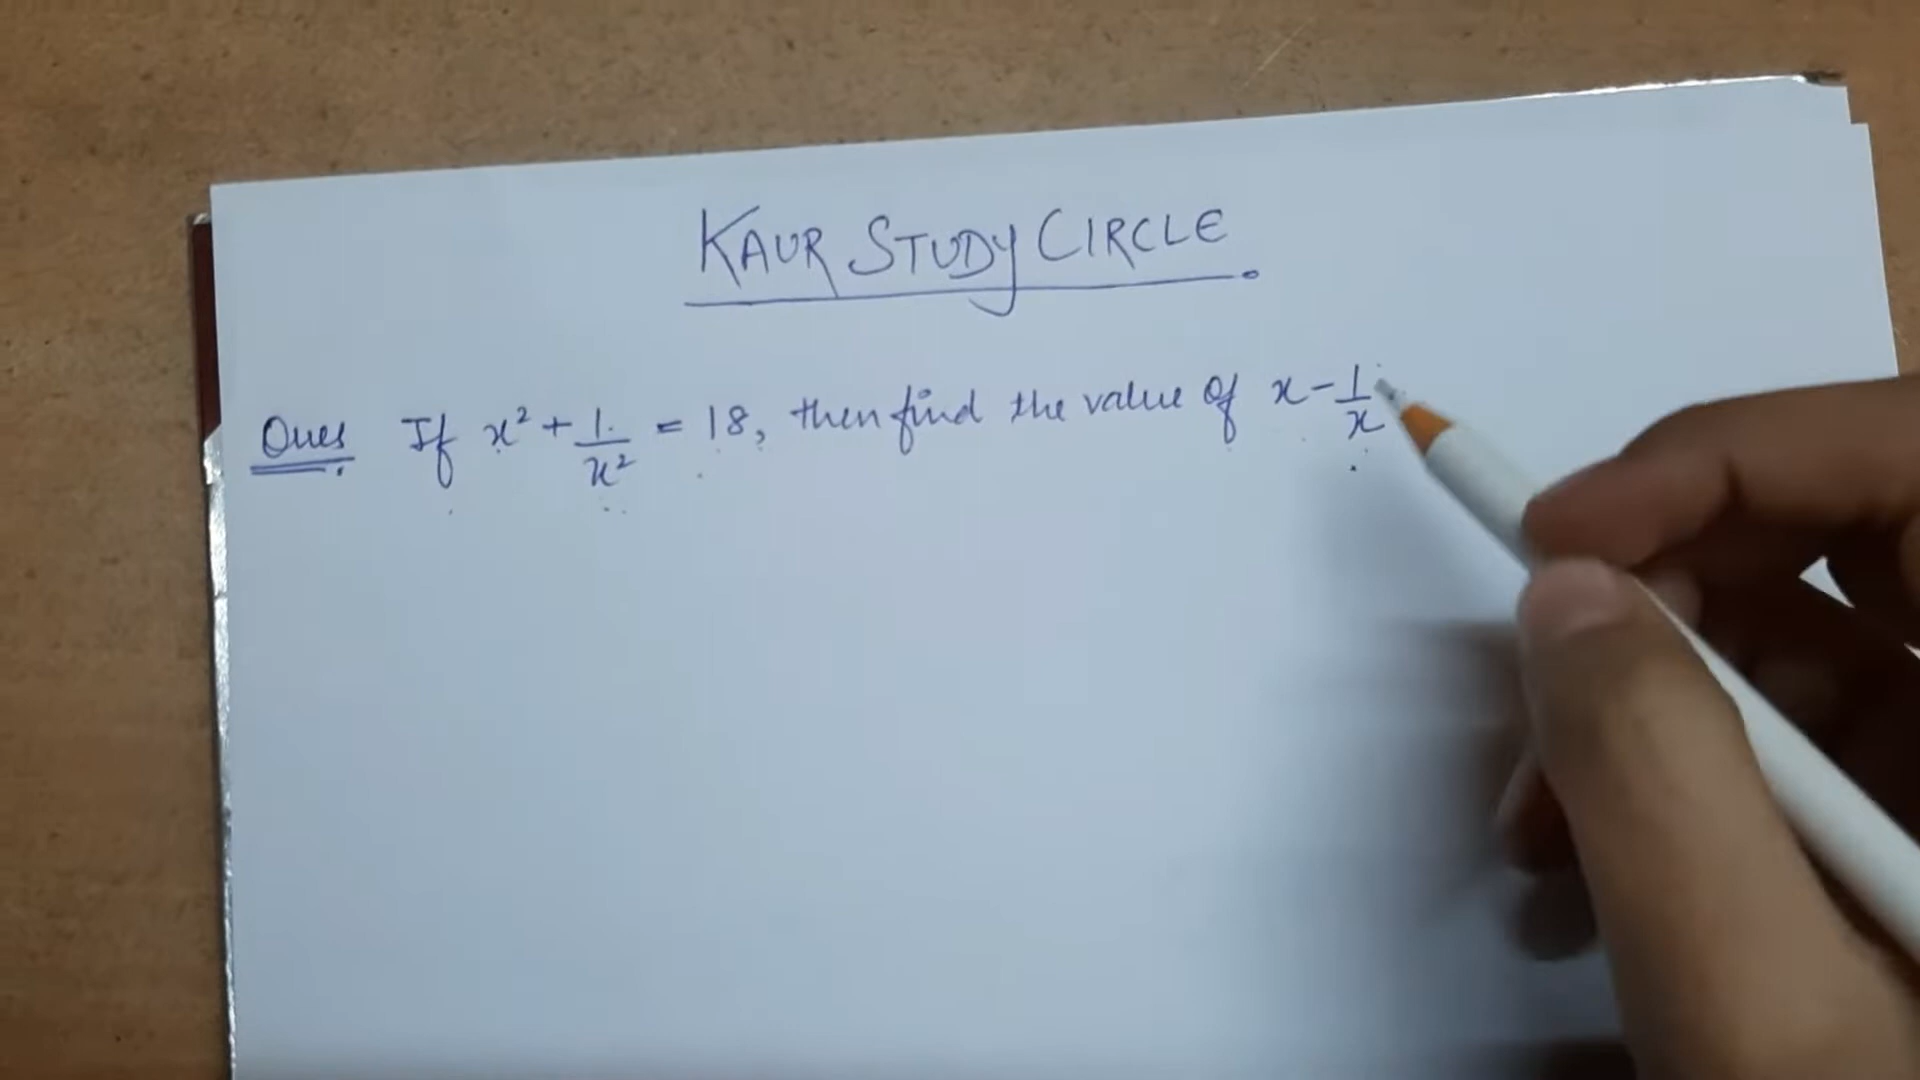 KAUR STUDY CIRCLE.
Ques. If x² + 1/x² = 18, then find the value of x - 1/x